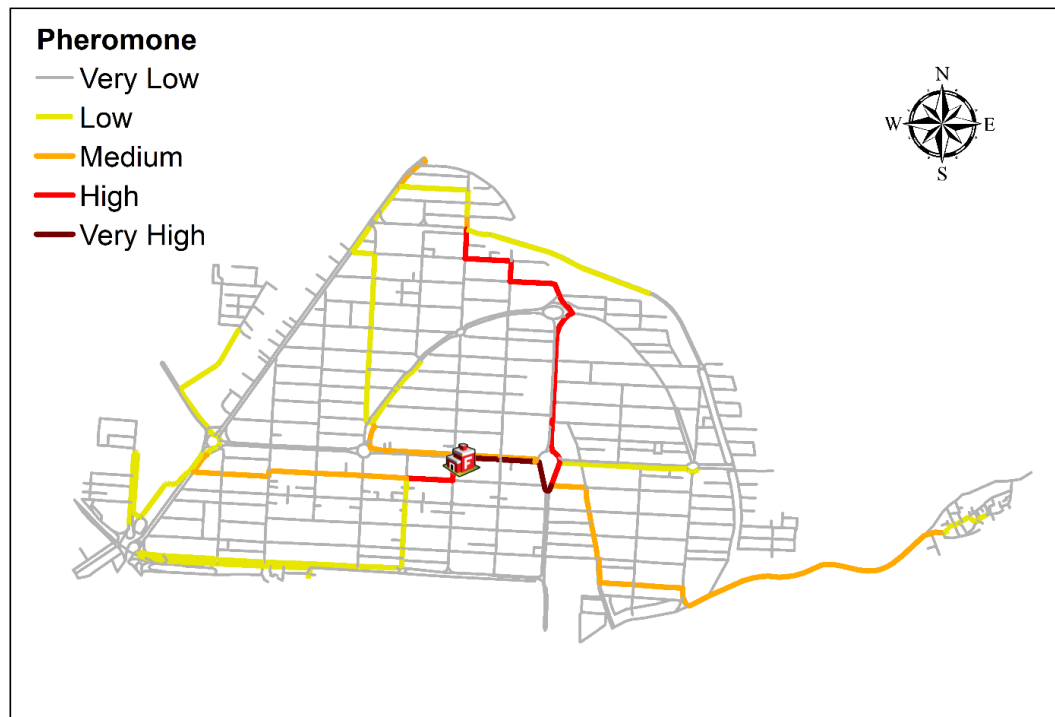 Pheromone
Very Low
Low
Medium
High
Very High
N
W
E
S
F